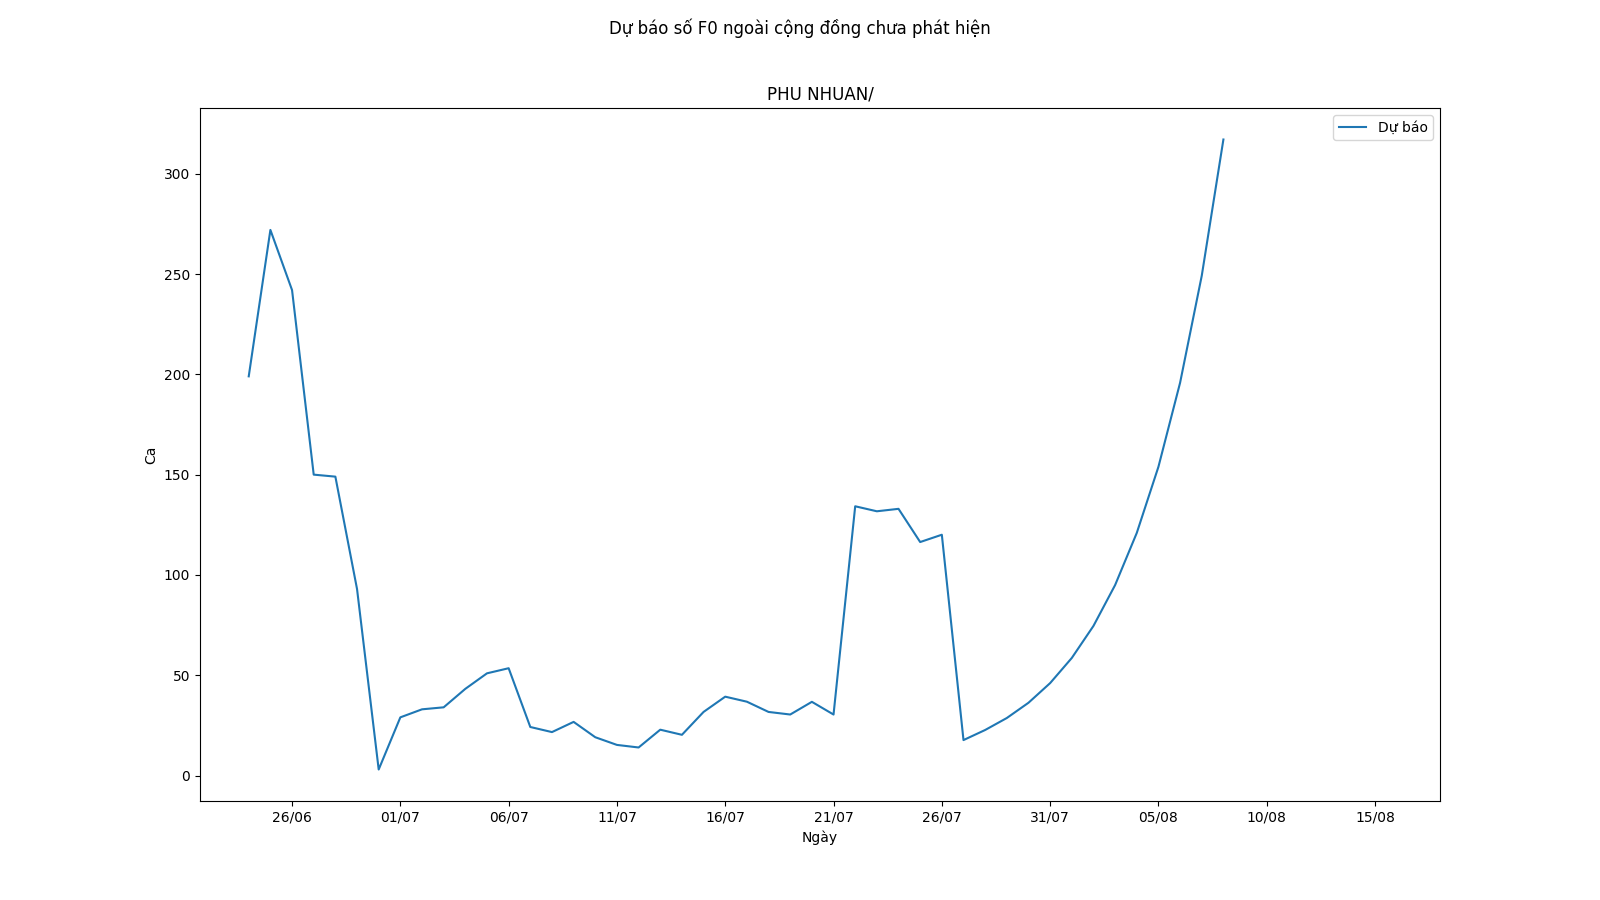 Dự báo số F0 ngoài cộng đồng chưa phát hiện
PHU NHUAN/
Dự báo
300
250
200
150
100
50
0
Ca
26/06 01/07 06/07 11/07 16/07 21/07 26/07 31/07 05/08 10/08 15/08
Ngày